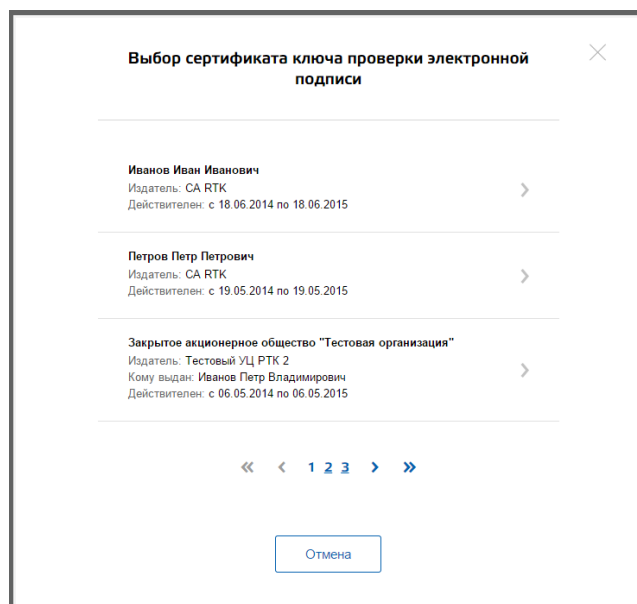 Выбор сертификата ключа проверки электронной
подписи
Иванов Иван Иванович
Издатель: CA RTK
Действителен: с 18.06.2014 по 18.06.2015
Петров Петр Петрович
Издатель: CA RTK
Действителен: с 19.05.2014 по 19.05.2015
Закрытое акционерное общество "Тестовая организация"
Издатель: Тестовый УЦ РТК 2
Кому выдан: Иванов Петр Владимирович
Действителен: с 06.05.2014 по 06.05.2015
« ‹ 1 2 3 › »
Отмена